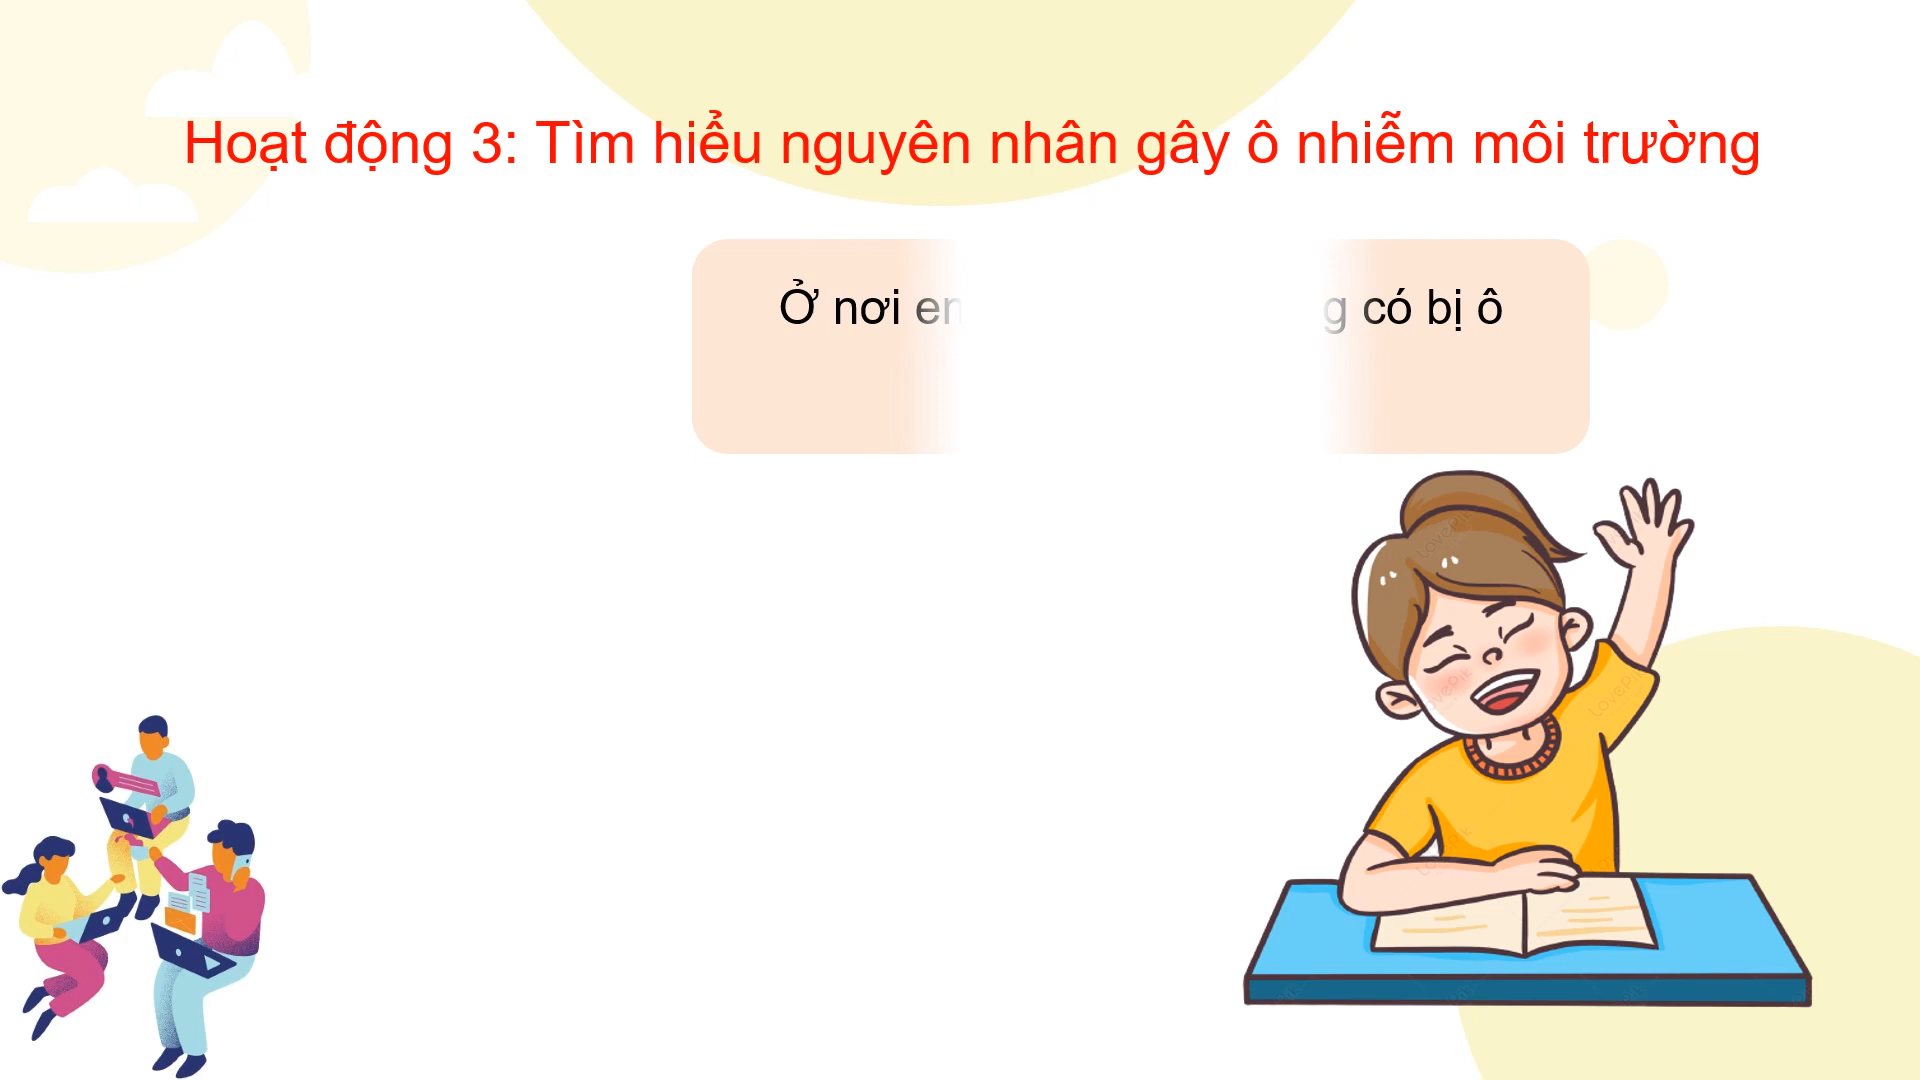 Hoạt động 3: Tìm hiểu nguyên nhân gây ô nhiễm môi trường
Ở nơi có bị ô